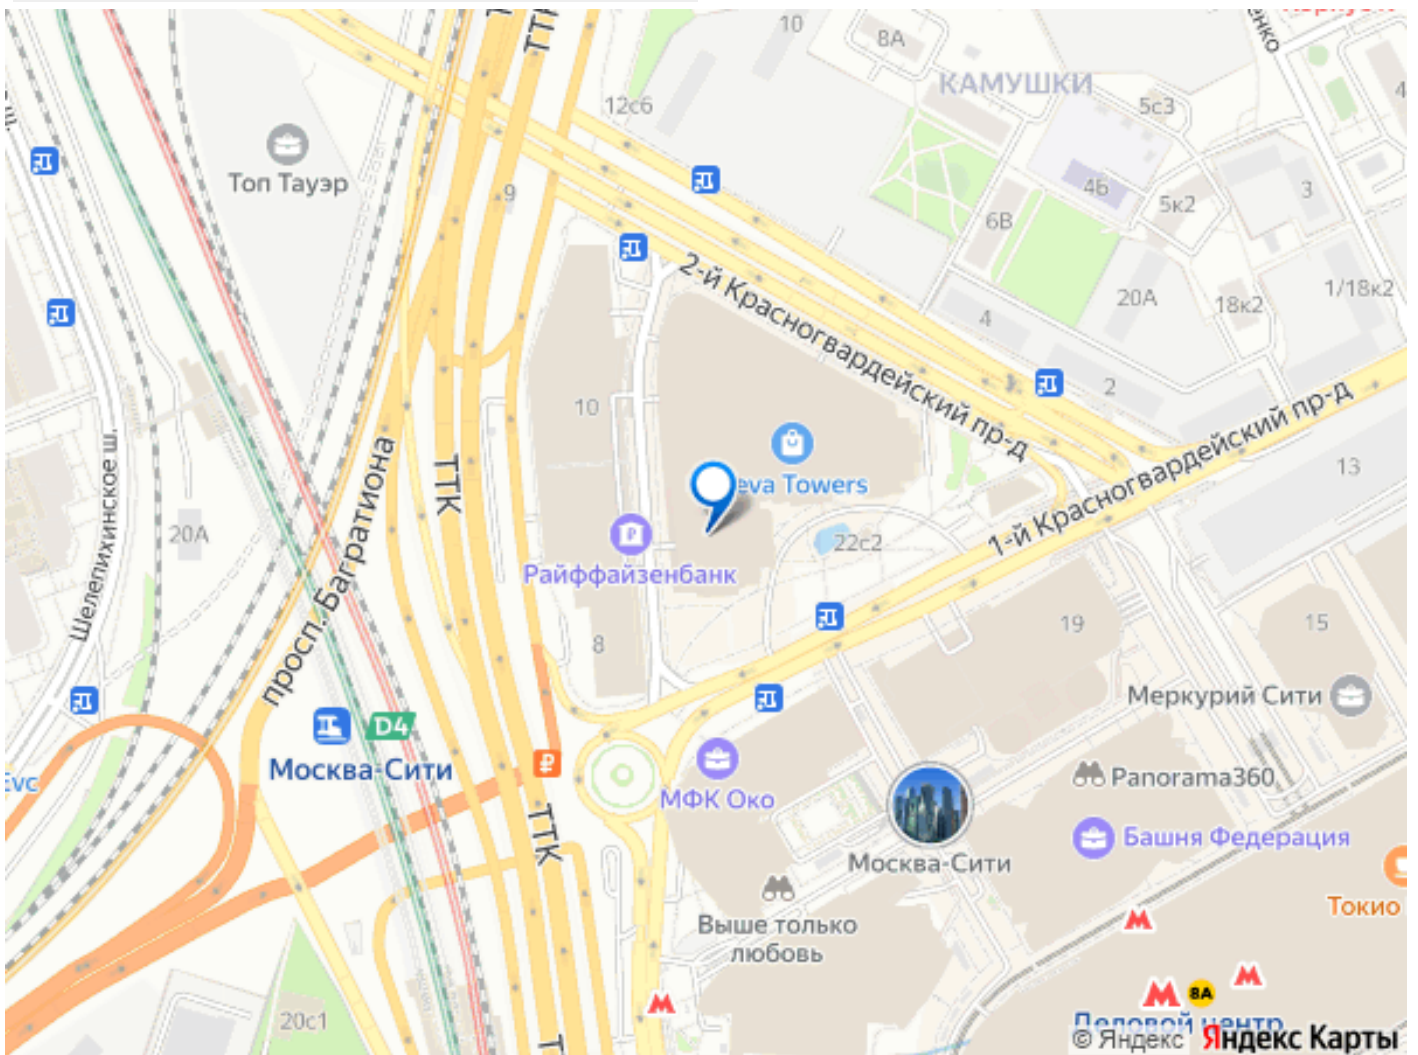 10
8А
КАМУШКИ
12с6
5с3
Топ Тауэр
4Б
5к2
3
9
6В
2-й Красногвардейский пр-д
20А
18к2
1/18к2
4
2
10
1-й Красногвардейский пр-д
13
просп. Багратиона
ТТК
Шелепихинское ш.
eva Towers
20А
22с2
Райффайзенбанк
8
19
15
Меркурий Сити
D4
Москва-Сити
₽
МФК Око
Panorama360
ТТК
Башня Федерация
Москва-Сити
Токио
Выше только
любовь
8А
20с1
Деловой центр
© Яндекс Яндекс Карты